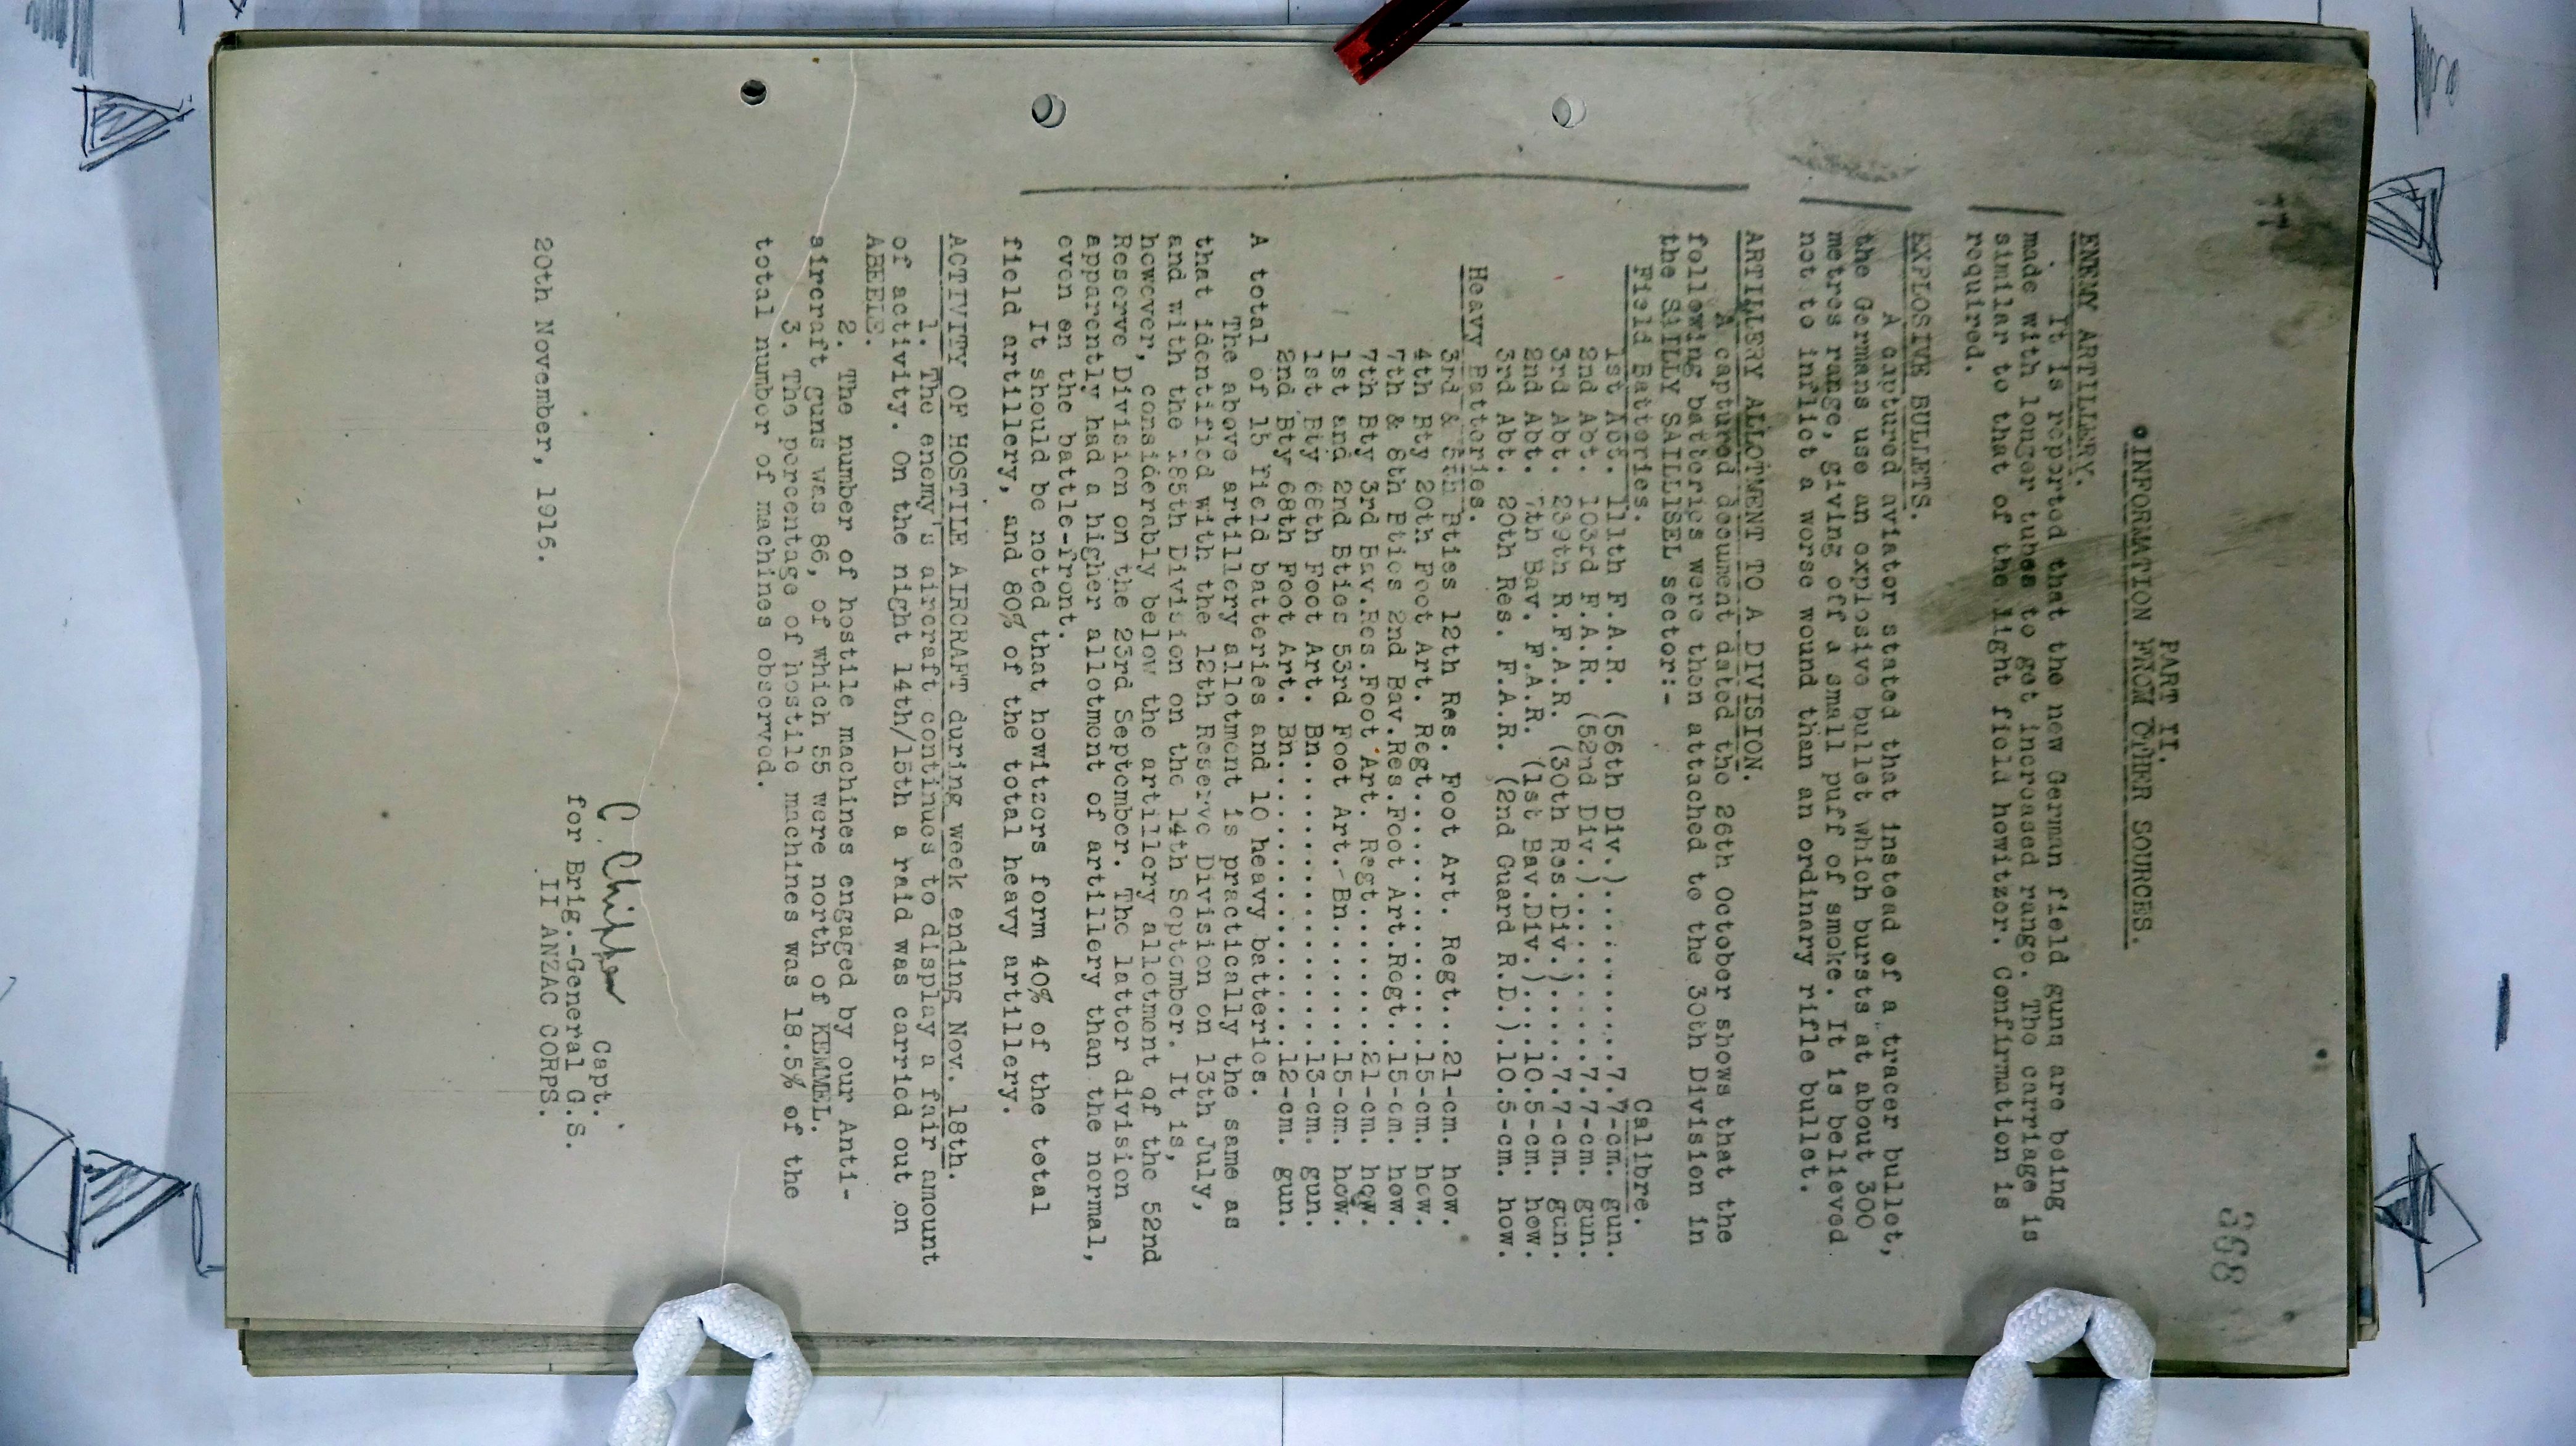 368
PART II.
INFORMATION FROM OTHER SOURCES.
ENEMY ARTILLERY.
It is reported that the new German field guns are being
made with longer tubes to get increased range. The carriage is
similar to that of the light field howitzer. Confirmation is
required.
EXPLOSIVE BULLETS.
A captured aviator stated that instead of a tracer bullet,
the Germans use an explosive bullet which bursts at about 300
metres range, giving off a small puff of smoke. It is believed
not to inflict a worse wound than an ordinary rifle bullet.
ARTILLERY ALLOTMENT TO A DIVISION.
A captured document dated the 26th October shows that the
following batteries were then attached to the 30th Division in
the SAILLY SAILLISEL sector:-
Field Batteries. Calibre.
1st Abt. 111th F.A.R. (56th Div.)............7.7-cm. gun.
2nd Abt. 103rd F.A.R. (52nd Div.)............7.7-cm. gun.
3rd Abt. 239th R.F.A.R. (30th Res.Div.)......7.7-cm. gun.
2nd Abt. 7th Bav. F.A.R. (1st Bav.Div.)....10.5-cm. how.
3rd Abt. 20th Res. F.A.R. (2nd Guard R.D.).10.5-cm. how.
Heavy Batteries.
3rd & 5th Bties 12th Res. Foot Art. Regt...21-cm. how.
4th Bty 20th Foot Art. Regt................15-cm. how.
7th & 8th Bties 2nd Bav.Res.Foot Art.Regt..15-cm. how.
7th Bty 3rd Bav.Res.Foot Art. Regt.........21-cm. how.
1st and 2nd Bties 53rd Foot Art. Bn........15-cm. how.
1st Bty 68th Foot Art. Bn..................13-cm. gun.
2nd Bty 68th Foot Art. Bn..................12-cm. gun.
A total of 15 field batteries and 10 heavy batteries.
The above artillery allotment is practically the same as
that identified with the 12th Reserve Division on 13th July,
and with the 185th Division on the 14th September. It is,
however, considerably below the artillery allotment of the 52nd
Reserve Division on the 23rd September. The latter division
apparently had a higher allotment of artillery than the normal,
even on the battle-front.
It should be noted that howitzers form 40% of the total
field artillery, and 80% of the total heavy artillery.
ACTIVITY OF HOSTILE AIRCRAFT during week ending Nov. 18th.
1. The enemy's aircraft continues to display a fair amount
of activity. On the night 14th/15th a raid was carried out on
ABEELE.
2. The number of hostile machines engaged by our Anti-
aircraft guns was 86, of which 55 were north of KEMMEL.
3. The percentage of hostile machines was 18.5% of the
total number of machines observed.
Capt.
for Brig.-General G.S.
20th November, 1916. II ANZAC CORPS.